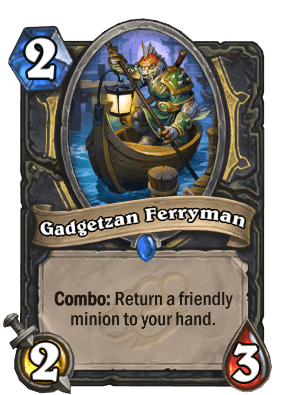 2
Gadgetzan Ferryman
Combo: Return a friendly
minion to your hand.
2
3